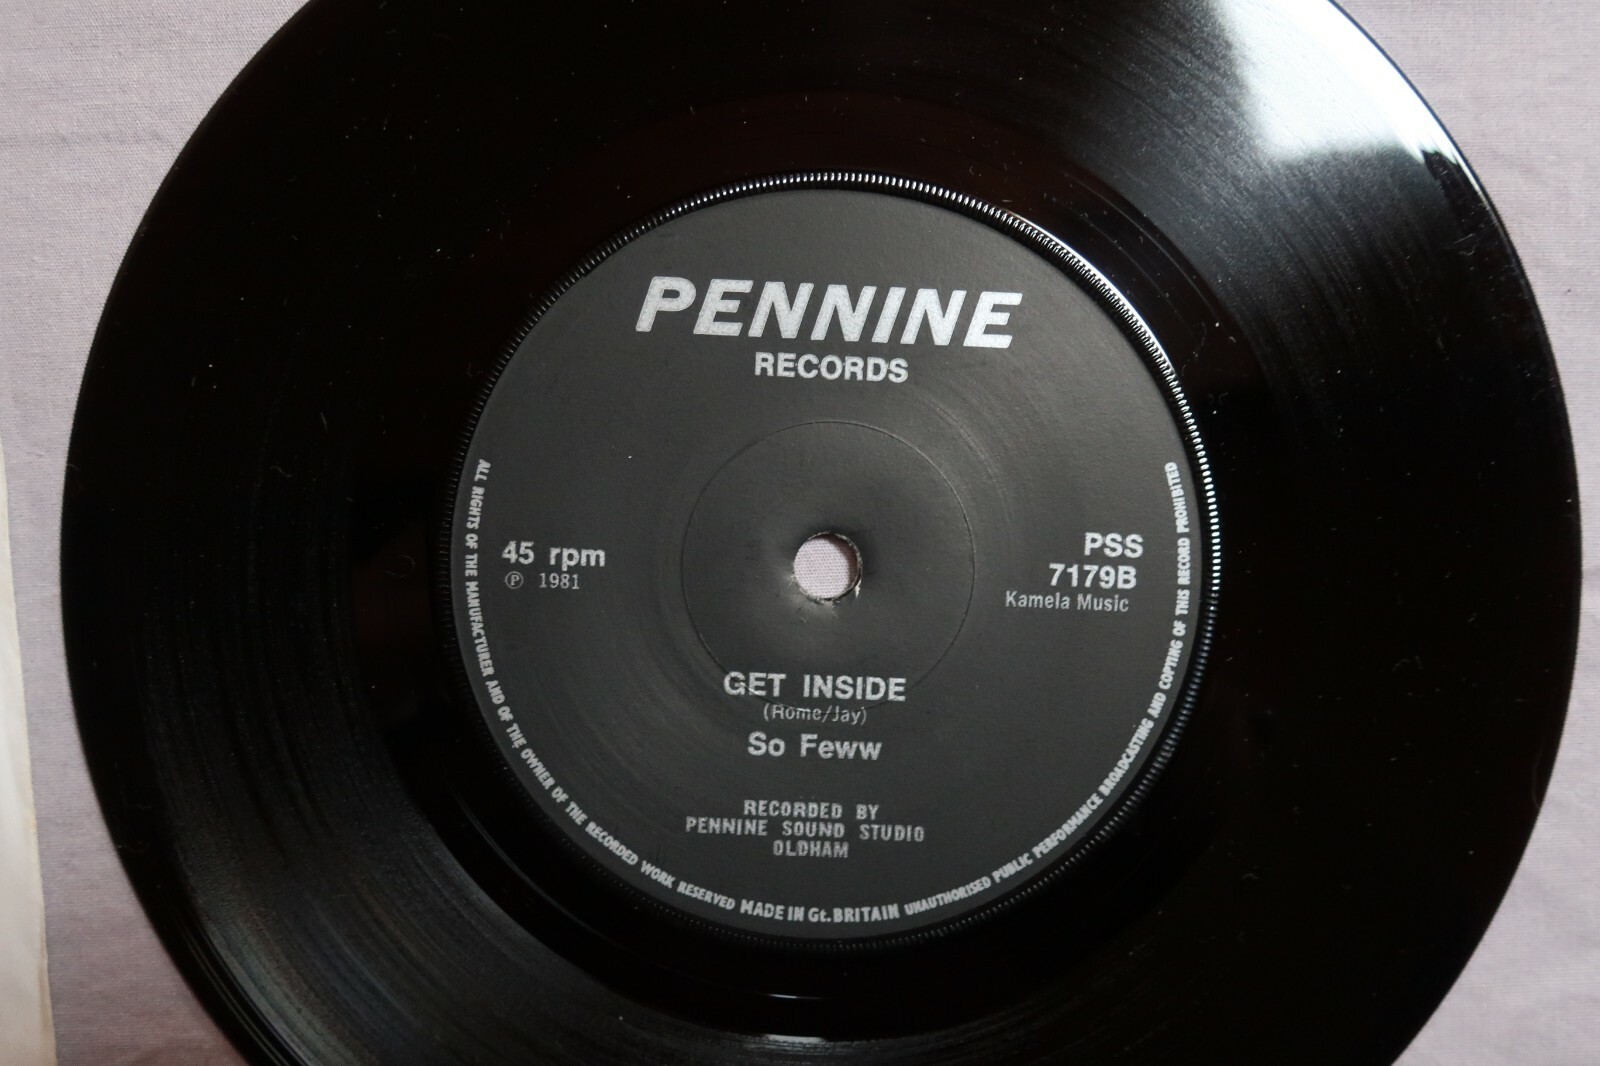 PENNINE
RECORDS
45 rpm
Ⓟ 1981
PSS
7179B
Kamela Music
GET INSIDE
(Rome/Jay)
So Feww
RECORDED BY
PENNINE SOUND STUDIO
OLDHAM
ALL RIGHTS OF THE MANUFACTURER AND OF THE OWNER OF THE RECORDED WORK RESERVED MADE IN Gt. BRITAIN UNAUTHORISED PUBLIC PERFORMANCE BROADCASTING AND COPYING OF THIS RECORD PROHIBITED